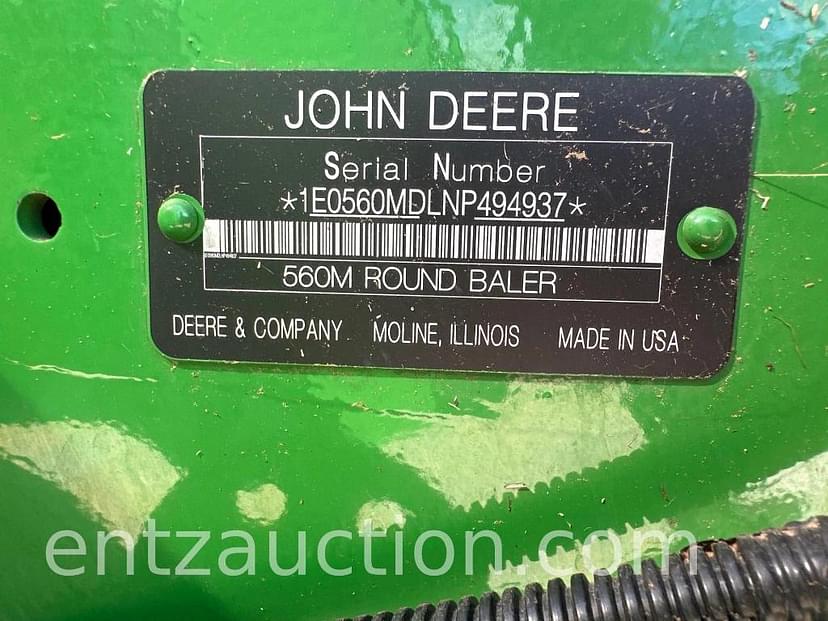 JOHN DEERE
Serial Number
*1E0560MDLNP494937*
560M ROUND BALER
DEERE & COMPANY MOLINE, ILLINOIS MADE IN USA
entzauction.com